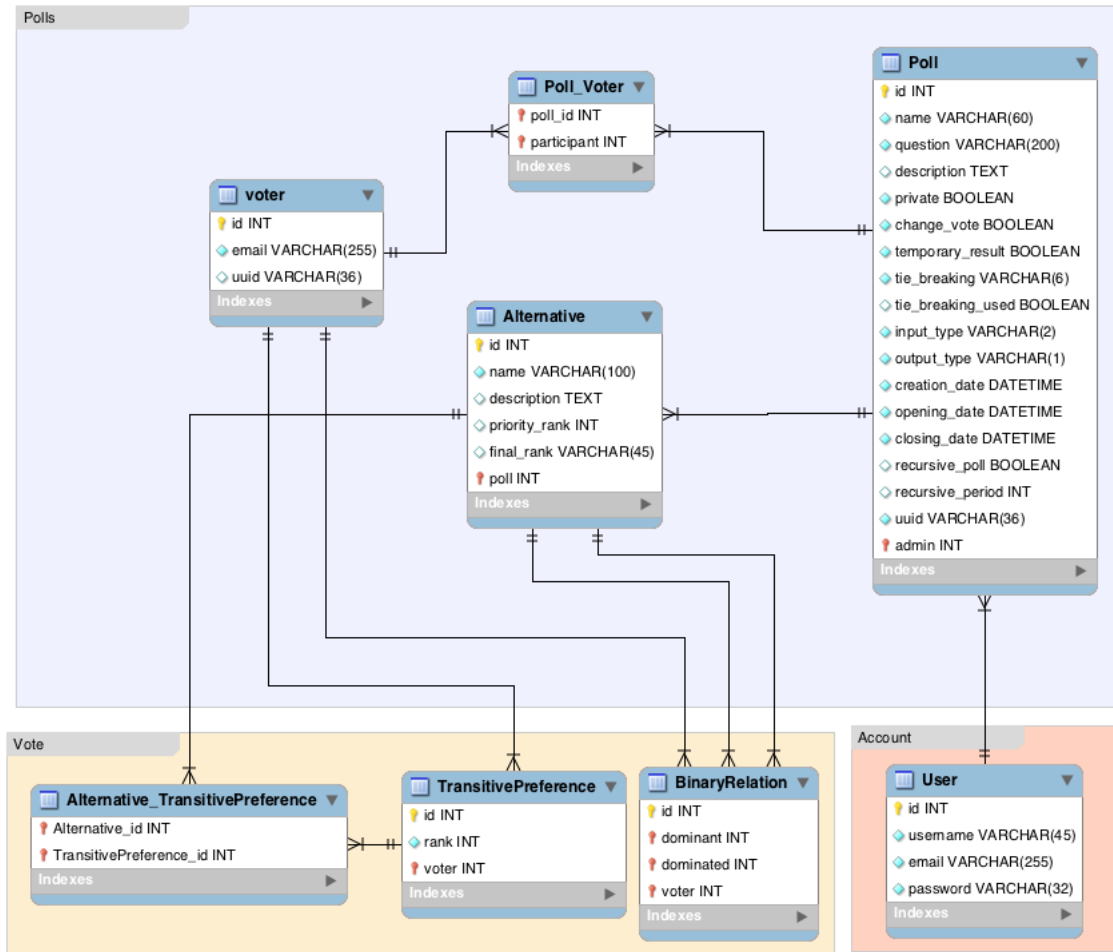 Polls
Poll_Voter
poll_id INT
participant INT
Indexes
Poll
id INT
name VARCHAR(60)
question VARCHAR(200)
description TEXT
private BOOLEAN
change_vote BOOLEAN
temporary_result BOOLEAN
tie_breaking VARCHAR(6)
tie_breaking_used BOOLEAN
input_type VARCHAR(2)
output_type VARCHAR(1)
creation_date DATETIME
opening_date DATETIME
closing_date DATETIME
recursive_poll BOOLEAN
recursive_period INT
uuid VARCHAR(36)
admin INT
Indexes
voter
id INT
email VARCHAR(255)
uuid VARCHAR(36)
Indexes
Alternative
id INT
name VARCHAR(100)
description TEXT
priority_rank INT
final_rank VARCHAR(45)
poll INT
Indexes
Vote
Alternative_TransitivePreference
Alternative_id INT
TransitivePreference_id INT
Indexes
TransitivePreference
id INT
rank INT
voter INT
Indexes
BinaryRelation
id INT
dominant INT
dominated INT
voter INT
Indexes
Account
User
id INT
username VARCHAR(45)
email VARCHAR(255)
password VARCHAR(32)
Indexes